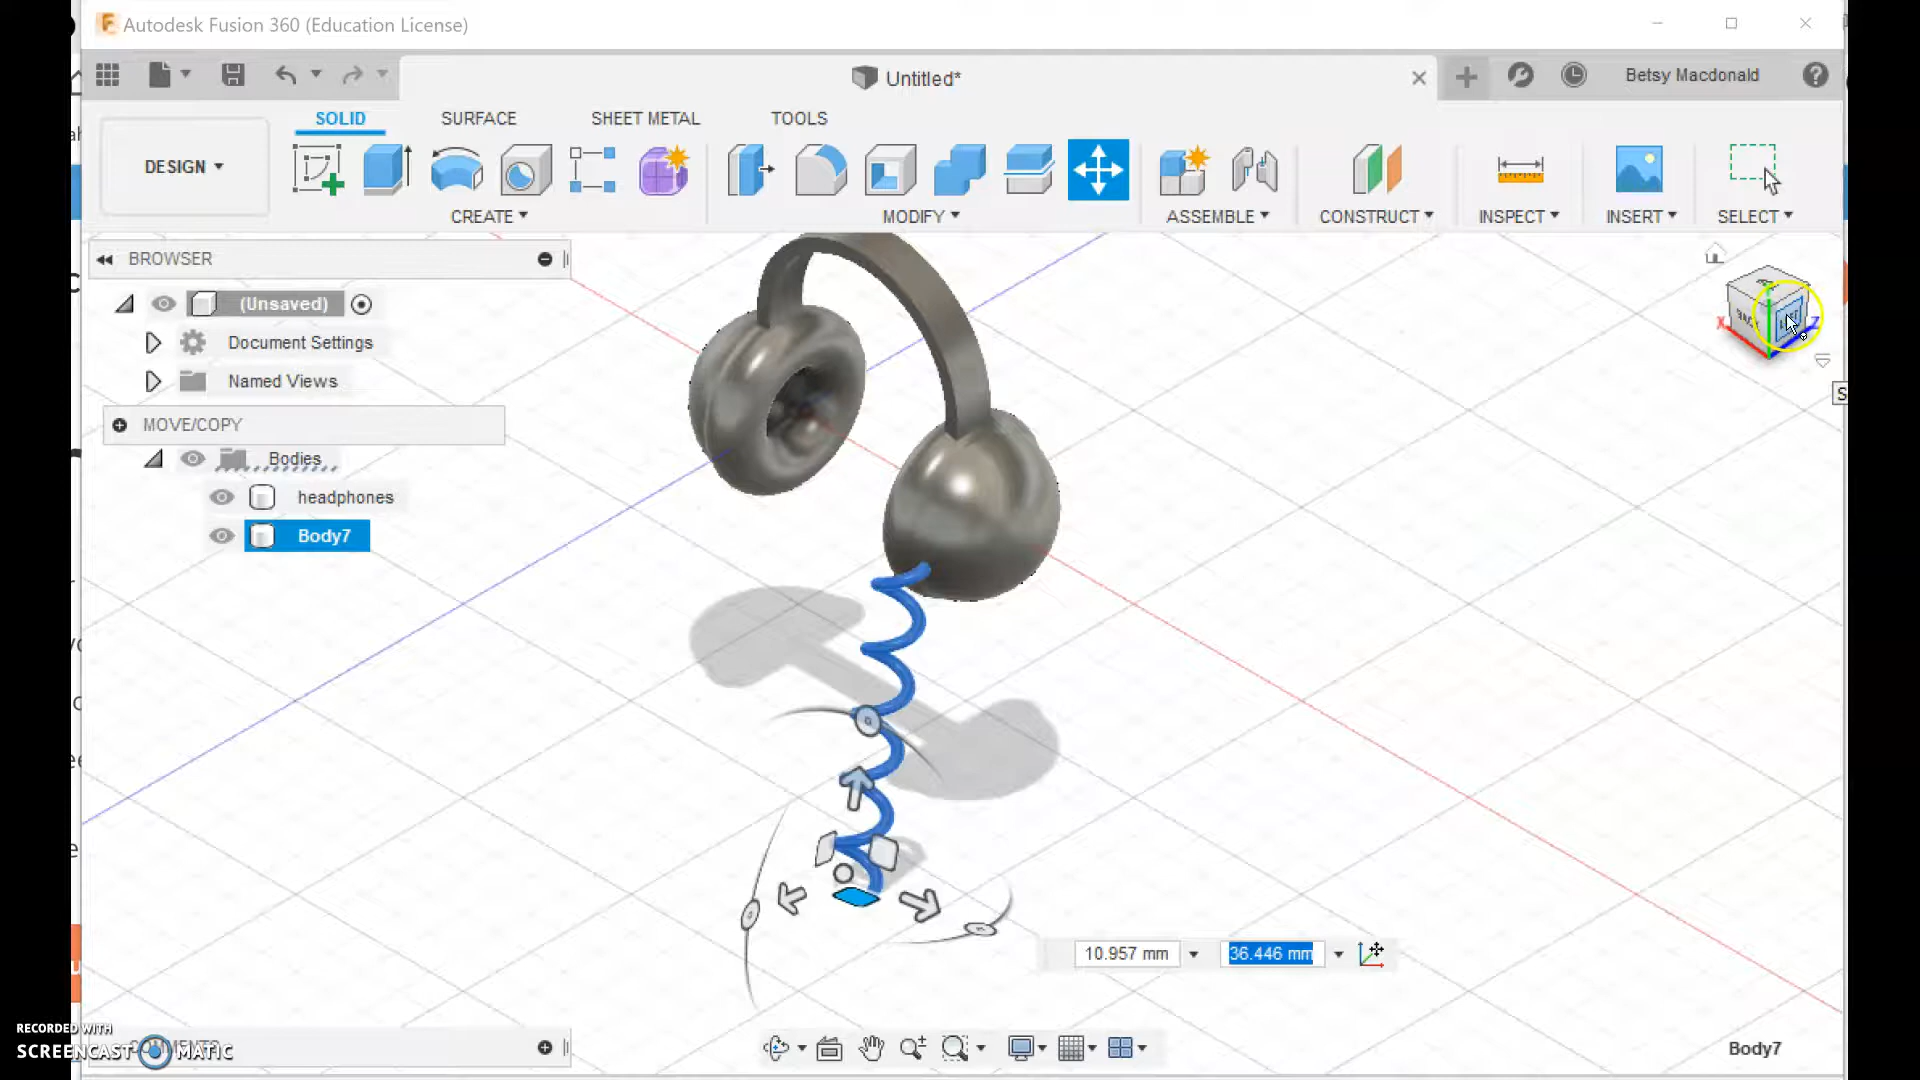 Autodesk Fusion 360 (Education License)
Untitled*
Betsy Macdonald
SOLID
SURFACE
SHEET METAL
TOOLS
DESIGN
CREATE
MODIFY
ASSEMBLE
CONSTRUCT
INSPECT
INSERT
SELECT
BROWSER
(Unsaved)
Document Settings
Named Views
MOVE/COPY
Bodies
headphones
Body7
X
Z
S
10.957 mm
36.446 mm
RECORDED WITH
SCREENCAST MATIC
Body7